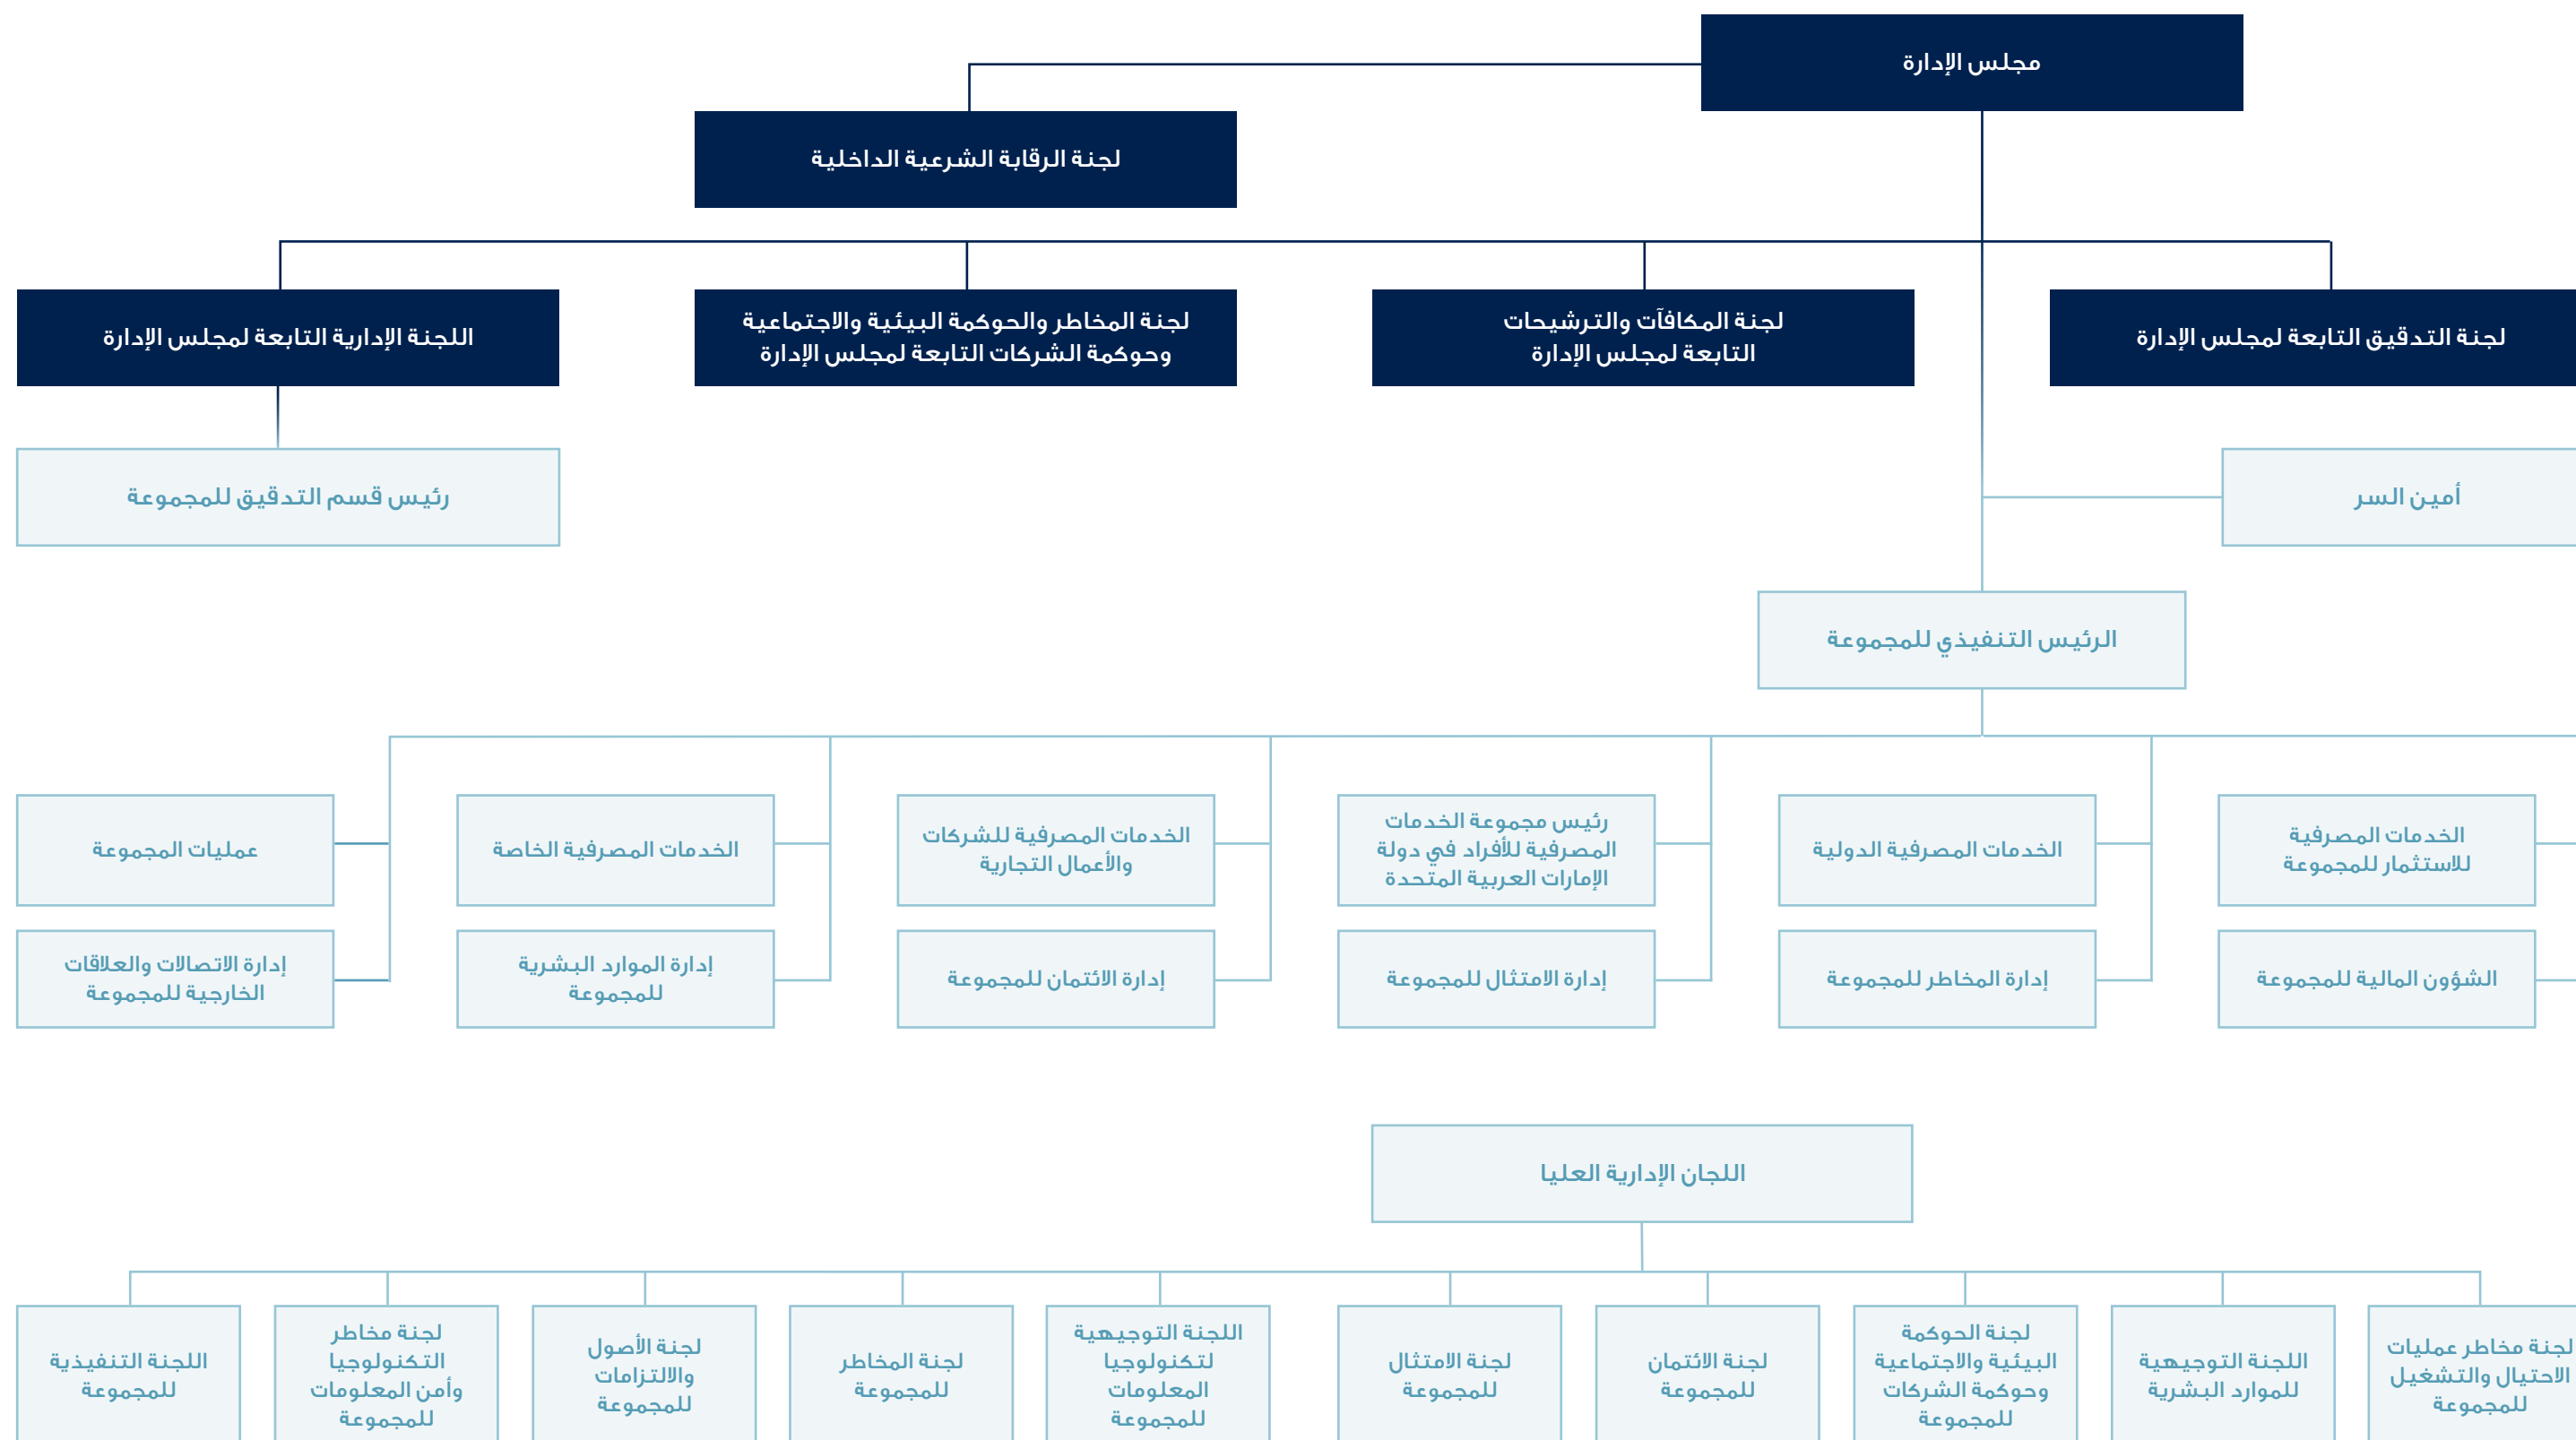 مجلس الإدارة
لجنة الرقابة الشرعية الداخلية
لجنة التدقيق التابعة لمجلس الإدارة
لجنة المكافآت والترشيحات
التابعة لمجلس الإدارة
لجنة المخاطر والحوكمة البيئية والاجتماعية
وحوكمة الشركات التابعة لمجلس الإدارة
اللجنة الإدارية التابعة لمجلس الإدارة
أمين السر
رئيس قسم التدقيق للمجموعة
الرئيس التنفيذي للمجموعة
الخدمات المصرفية
للاستثمار للمجموعة
الخدمات المصرفية الدولية
رئيس مجموعة الخدمات
المصرفية للأفراد في دولة
الإمارات العربية المتحدة
الخدمات المصرفية للشركات
والأعمال التجارية
الخدمات المصرفية الخاصة
عمليات المجموعة
الشؤون المالية للمجموعة
إدارة المخاطر للمجموعة
إدارة الامتثال للمجموعة
إدارة الائتمان للمجموعة
إدارة الموارد البشرية
للمجموعة
إدارة الاتصالات والعلاقات
الخارجية للمجموعة
اللجان الإدارية العليا
لجنة مخاطر عمليات
الاحتيال والتشغيل
للمجموعة
اللجنة التوجيهية
للموارد البشرية
لجنة الحوكمة
البيئية والاجتماعية
وحوكمة الشركات
للمجموعة
لجنة الائتمان
للمجموعة
لجنة الامتثال
للمجموعة
اللجنة التوجيهية
لتكنولوجيا
المعلومات
للمجموعة
لجنة المخاطر
للمجموعة
لجنة الأصول
والالتزامات
للمجموعة
لجنة مخاطر
التكنولوجيا
وأمن المعلومات
للمجموعة
اللجنة التنفيذية
للمجموعة